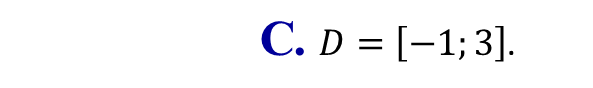 C. D = [−1; 3].